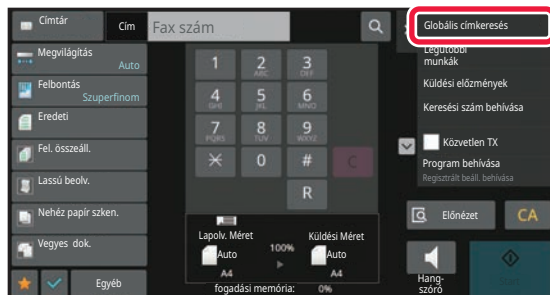 Címtár
Cím
Fax szám
Globális címkeresés
Megvilágítás
Auto
Legutóbbi
munkák
Felbontás
Szuperfinom
Küldési előzmények
Keresési szám behívása
Eredeti
Fel. összeáll.
Közvetlen TX
Lassú beolv.
Program behívása
Regisztrált beáll. behívása
Nehéz papír szken.
Vegyes dok.
Egyéb
1
2
ABC
3
DEF
4
GHI
5
JKL
6
MNO
7
PQRS
8
TUV
9
WXYZ
0
#
C
R
Előnézet
CA
Lapolv. Méret
Küldési Méret
100%
Auto
Auto
A4
A4
fogadási memória:
0%
Hang-
szóró
Start